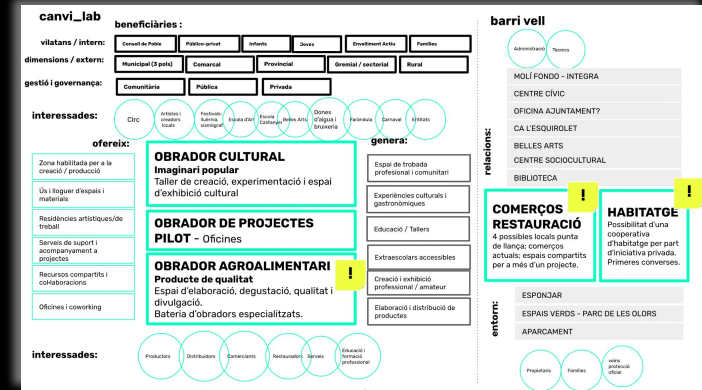 canvi_lab
beneficiàries :
vilatans / intern:
Consell de Poble
Público-privat
Infants
Joves
Envelliment Actiu
Famílies
dimensions / extern:
Municipal (3 pols)
Comarcal
Provincial
Gremial / sectorial
Rural
gestió i governança:
Comunitària
Pública
Privada
interessades:
Circ
Artistes i
creadors
locals
Festivals:
lluèrnia,
sismògraf
Escola d'Art
Escola
Cantanyer
Belles Arts
Dones
d'aigua i
bruixeria
Faràndula
Carnaval
Entitats
ofereix:
Zona habilitada per a la
creació / producció
Ús i lloguer d'espais i
materials
Residències artístiques/de
treball
Serveis de suport i
acompanyament a
projectes
Recursos compartits i
col·laboracions
Oficines i coworking
OBRADOR CULTURAL
Imaginari popular
Taller de creació, experimentació i espai
d'exhibició cultural
OBRADOR DE PROJECTES
PILOT - Oficines
OBRADOR AGROALIMENTARI
Producte de qualitat
Espai d'elaboració, degustació, qualitat i
divulgació.
Bateria d'obradors especialitzats.
!
genera:
Espai de trobada
profesional i comunitari
Experiències culturals i
gastronòmiques
Educació / Tallers
Extraescolars accessibles
Creació i exhibició
professional / amateur
Elaboració i distribució de
productes
interessades:
Productors
Distribuïdors
Comerciants
Restauradors
Serveis
Educació i
formació
professional
barri vell
Administració
Tècnics
relacions:
MOLÍ FONDO - INTEGRA
CENTRE CÍVIC
OFICINA AJUNTAMENT?
CA L'ESQUIROLET
BELLES ARTS
CENTRE SOCIOCULTURAL
BIBLIOTECA
COMERÇOS
RESTAURACIÓ
4 possibles locals punta
de llança; comerços
actuals; espais compartits
per a més d'un projecte.
!
HABITATGE
Possibilitat d'una
cooperativa
d'habitatge per part
d'iniciativa privada.
Primeres converses.
!
entorn:
ESPONJAR
ESPAIS VERDS - PARC DE LES OLORS
APARCAMENT
Propietaris
Famílies
veïns
protecció
oficial